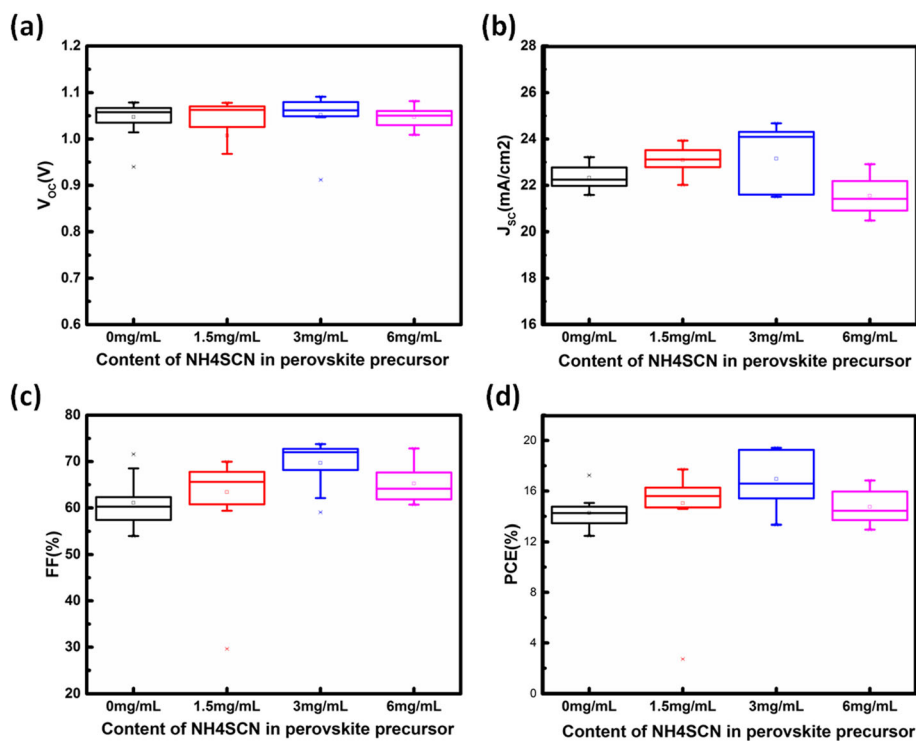 (a)
1.2
1.1
1.0
0.9
0.8
0.7
0.6
VOC(V)
0mg/mL 1.5mg/mL 3mg/mL 6mg/mL
Content of NH4SCN in perovskite precursor
(b)
28
26
24
22
20
18
16
JSC(mA/cm2)
0mg/mL 1.5mg/mL 3mg/mL 6mg/mL
Content of NH4SCN in perovskite precursor
(c)
80
70
60
50
40
30
20
FF(%)
0mg/mL 1.5mg/mL 3mg/mL 6mg/mL
Content of NH4SCN in perovskite precursor
(d)
20
16
12
8
4
0
PCE(%)
0mg/mL 1.5mg/mL 3mg/mL 6mg/mL
Content of NH4SCN in perovskite precursor